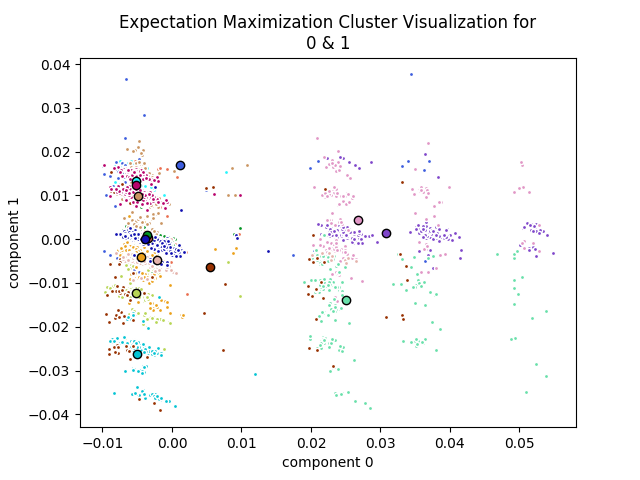 Expectation Maximization Cluster Visualization for
0 & 1
0.04
0.03
0.02
0.01
0.00
−0.01
−0.02
−0.03
−0.04
component 1
−0.01 0.00 0.01 0.02 0.03 0.04 0.05
component 0